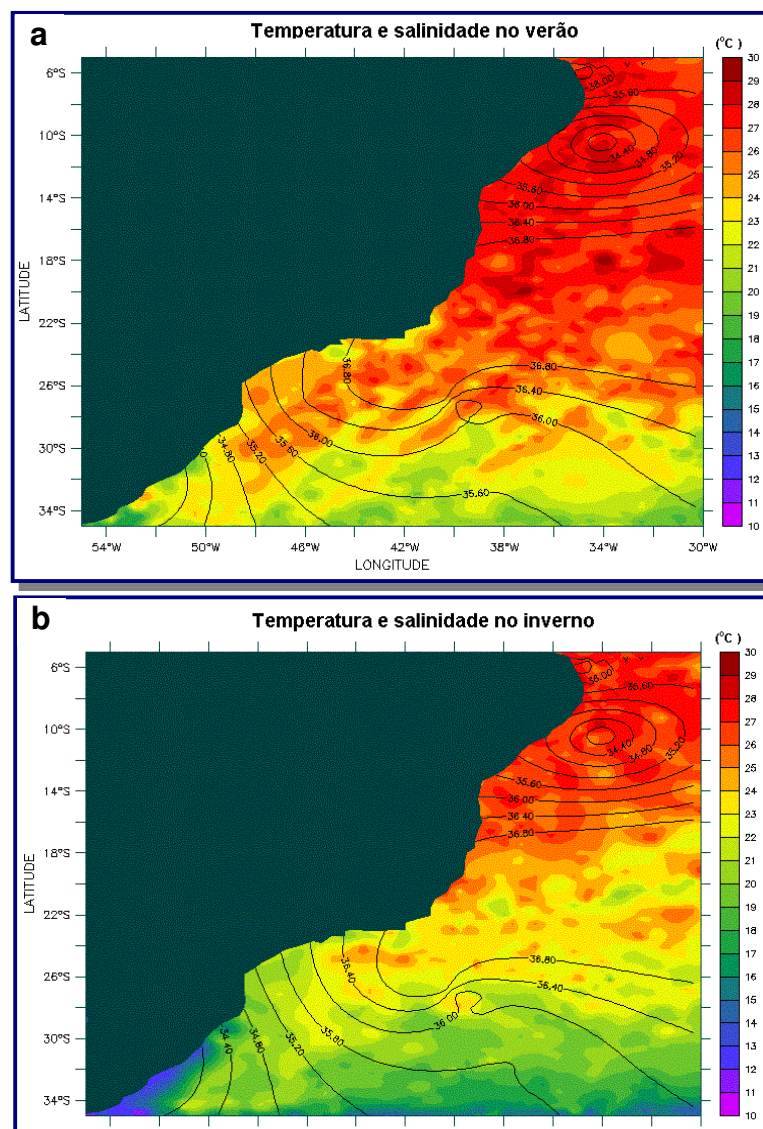 a
Temperatura e salinidade no verão
(°C)
6°S
10°S
14°S
18°S
22°S
26°S
30°S
34°S
LATITUDE
36.00
35.60
34.40
34.80
35.20
35.60
36.00
36.40
36.80
36.80
36.80
36.40
36.00
36.00
35.60
35.20
34.80
35.60
30
29
28
27
26
25
24
23
22
21
20
19
18
17
16
15
14
13
12
11
10
54°W
50°W
46°W
42°W
38°W
34°W
30°W
LONGITUDE
b
Temperatura e salinidade no inverno
(°C)
6°S
10°S
14°S
18°S
22°S
26°S
30°S
34°S
LATITUDE
36.00
35.60
34.40
34.80
35.20
35.60
36.00
36.40
36.80
36.80
36.40
36.40
36.00
35.20
34.80
34.40
30
29
28
27
26
25
24
23
22
21
20
19
18
17
16
15
14
13
12
11
10